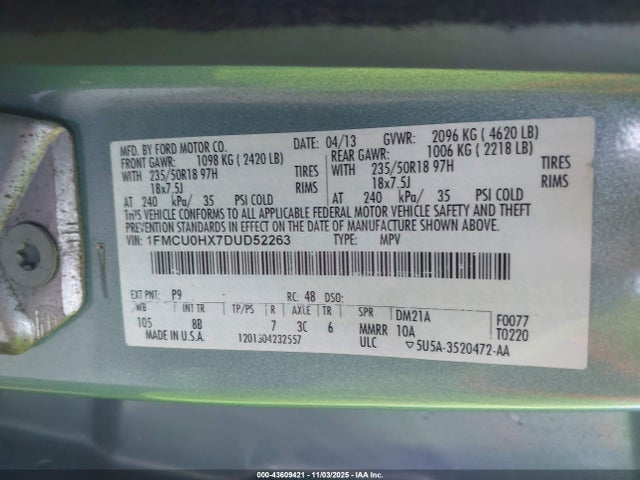 MFD. BY FORD MOTOR CO. DATE: 04/13 GVWR: 2096 KG ( 4620 LB)
FRONT GAWR: 1098 KG ( 2420 LB) REAR GAWR: 1006 KG ( 2218 LB)
WITH 235/50R18 97H TIRES WITH 235/50R18 97H TIRES
18x7.5J RIMS 18x7.5J RIMS
AT 240 kPa/ 35 PSI COLD AT 240 kPa/ 35 PSI COLD
THIS VEHICLE CONFORMS TO ALL APPLICABLE FEDERAL MOTOR VEHICLE SAFETY AND THEFT
PREVENTION STANDARDS IN EFFECT ON THE DATE OF MANUFACTURE SHOWN ABOVE.
VIN: 1FMCU0HX7DUD52263 TYPE: MPV
EXT PNT: P9 RC: 48 DSO:
WB INT TR TP/PS R AXLE TR SPR DM21A F0077
105 8B 7 3C 6 MMRR 10A T0220
MADE IN U.S.A. 1201304232557 ULC ▽5U5A-3520472-AA
000-43609421 - 11/03/2025 - IAA Inc.